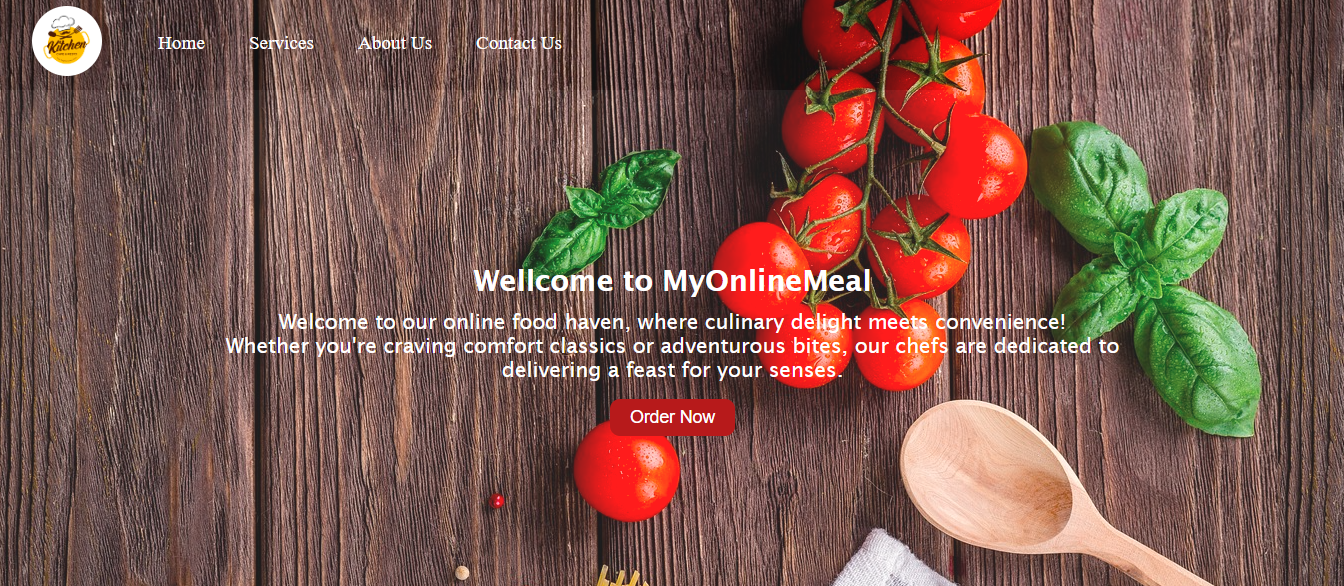 Kitchen
Home Services About Us Contact Us
Wellcome to MyOnlineMeal
Welcome to our online food haven, where culinary delight meets convenience!
Whether you're craving comfort classics or adventurous bites, our chefs are dedicated to
delivering a feast for your senses.
Order Now